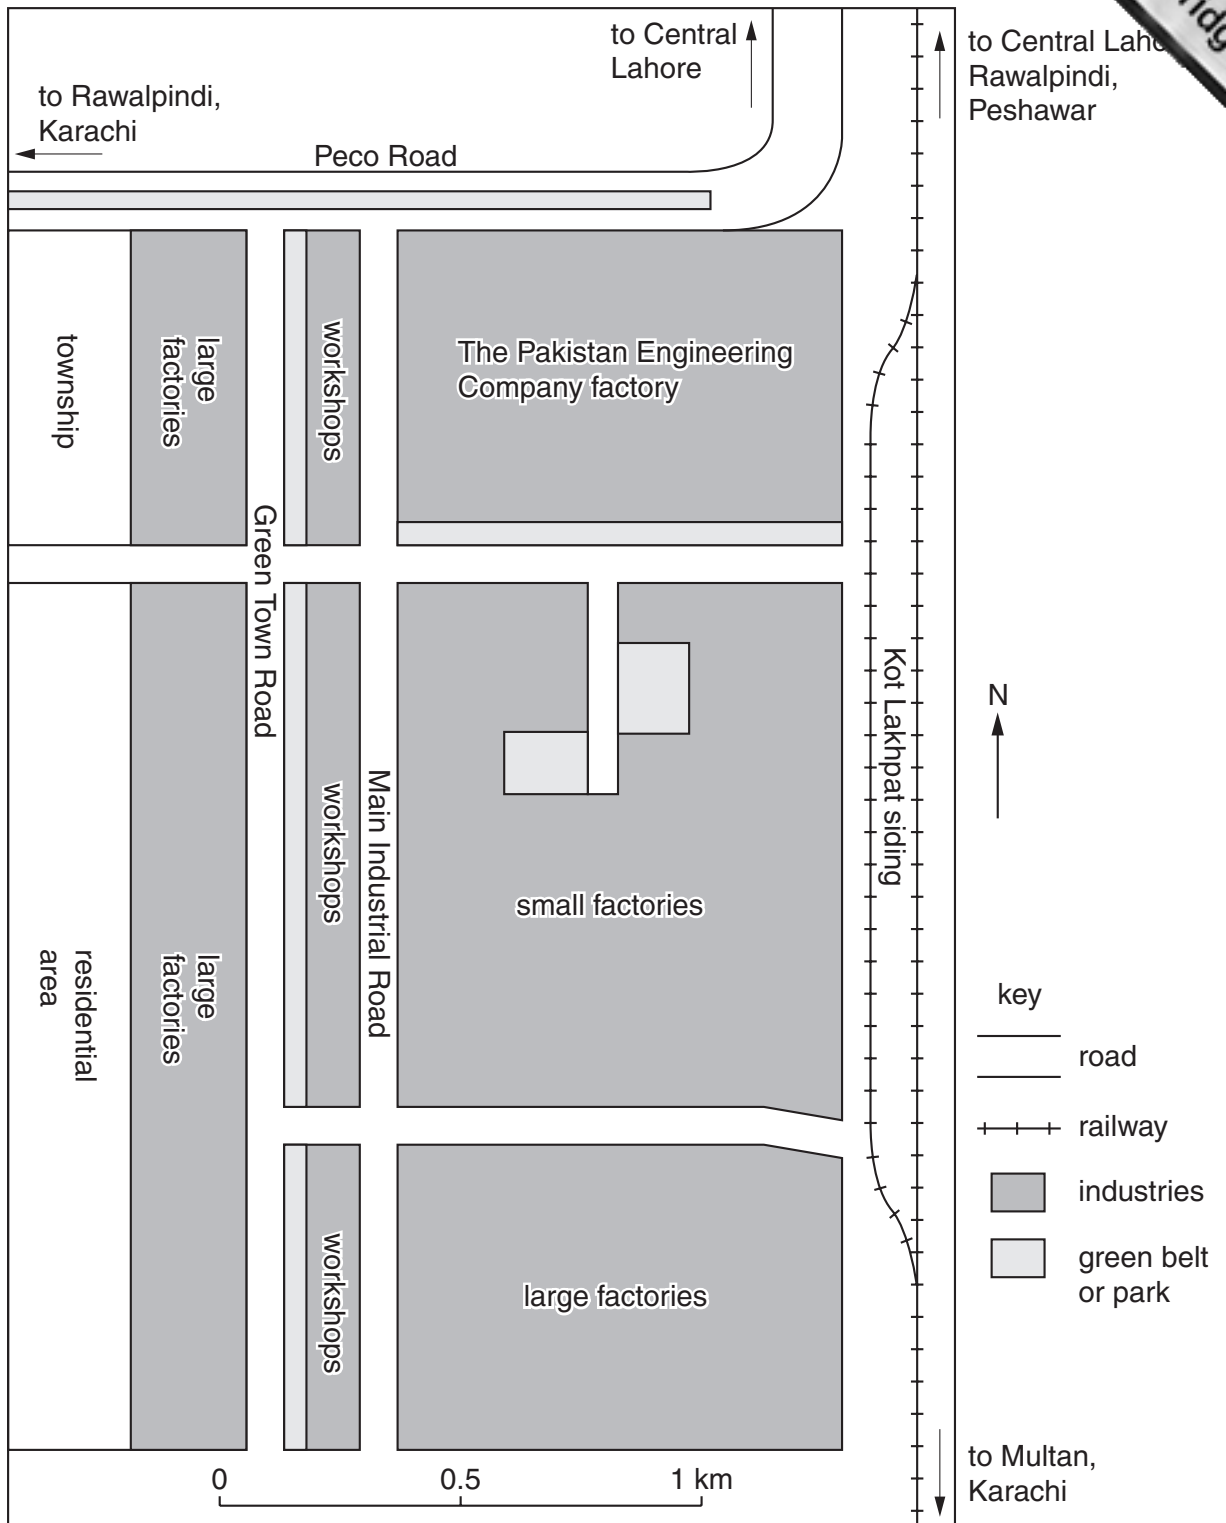 to Central
Lahore
to Central
Rawalpindi,
Peshawar
to Rawalpindi,
Karachi
Peco Road
township
large
factories
workshops
The Pakistan Engineering
Company factory
Green Town Road
Kot Lakhpat siding
N
workshops
Main Industrial Road
small factories
residential
area
large
factories
key
road
railway
industries
green belt
or park
workshops
large factories
to Multan,
Karachi
0 0.5 1 km